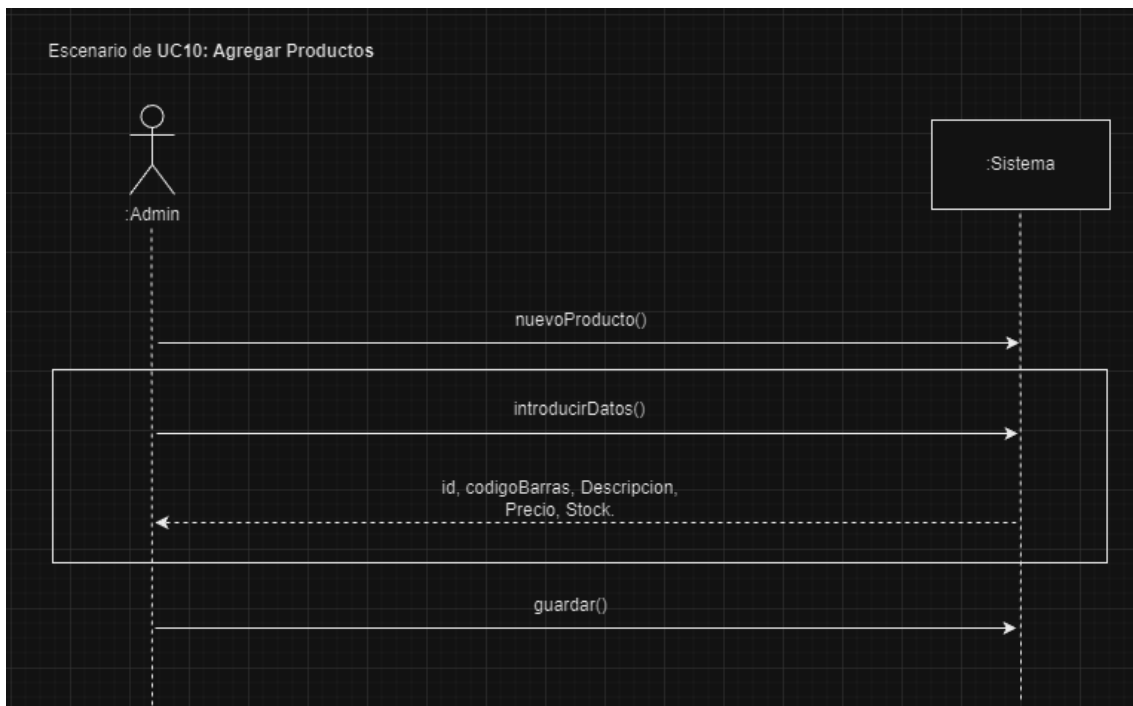 Escenario de UC10: Agregar Productos
:Sistema
:Admin
nuevoProducto()
introducirDatos()
id, codigoBarras, Descripcion,
Precio, Stock.
guardar()